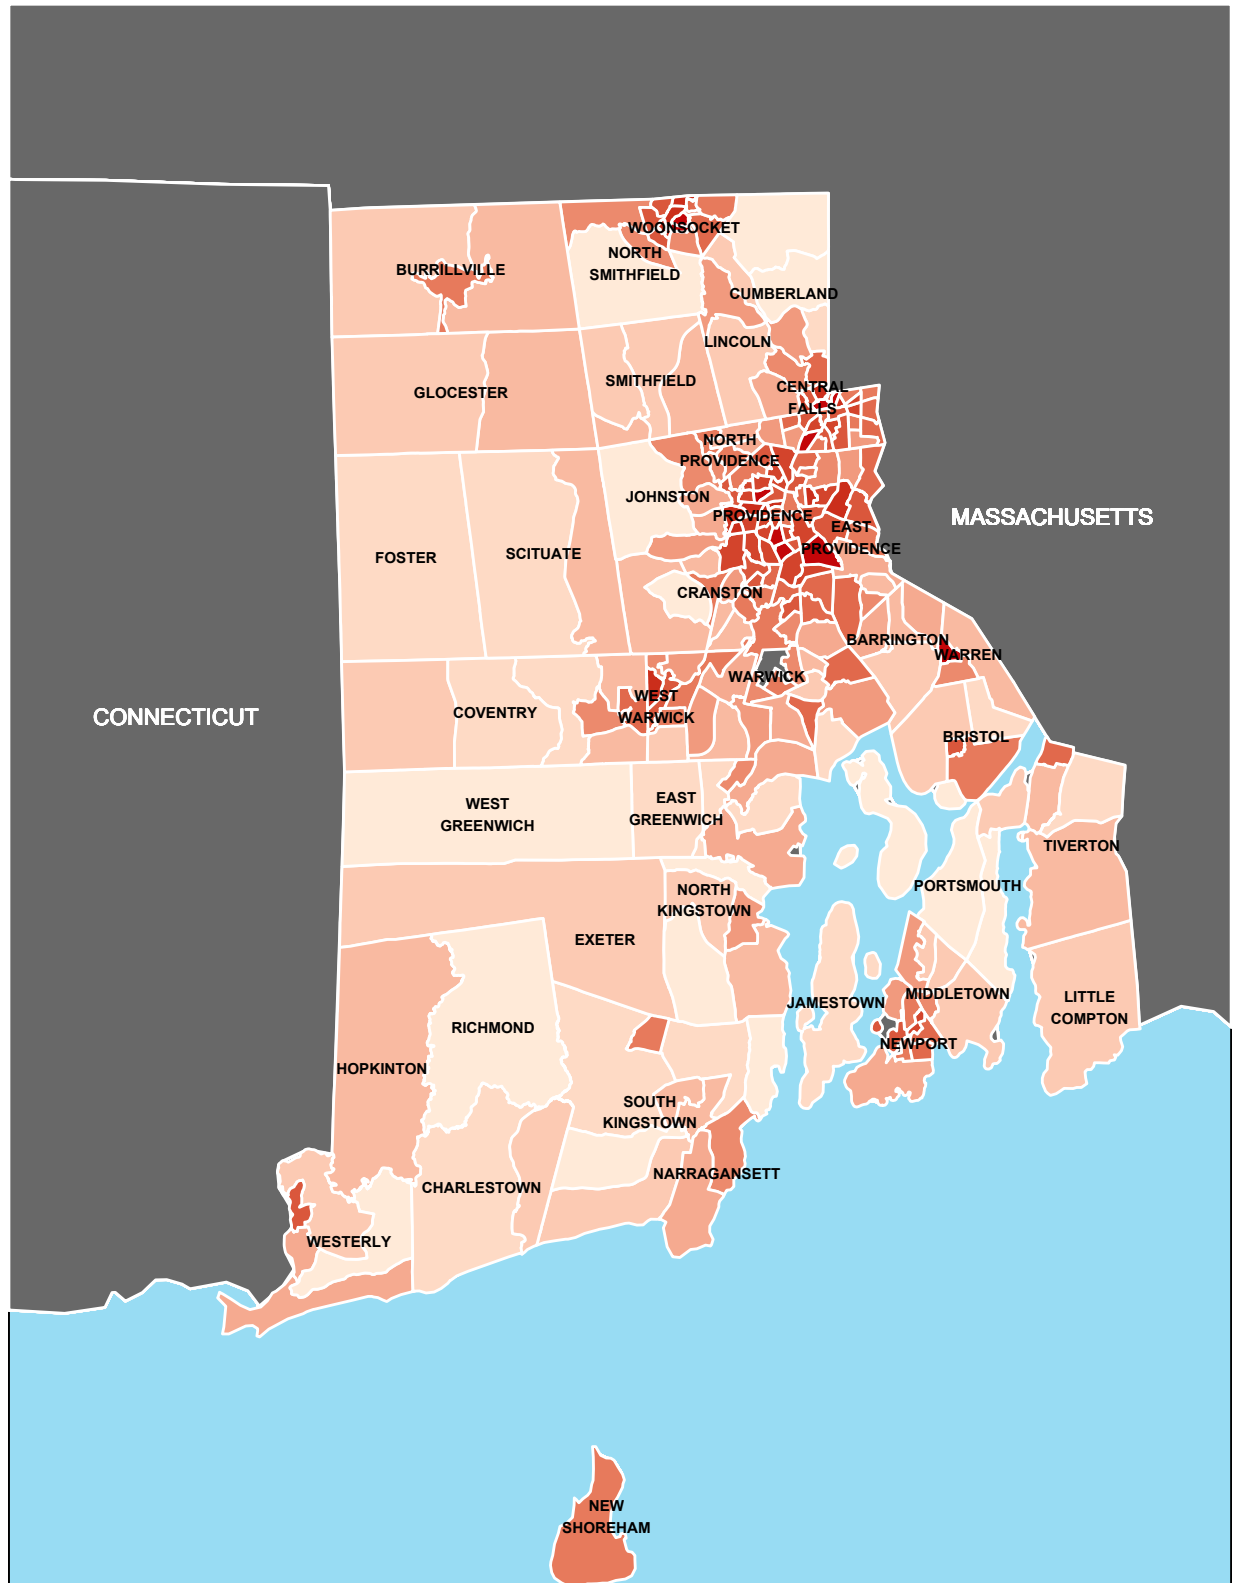 WOONSOCKET
NORTH
SMITHFIELD
BURRILLVILLE
CUMBERLAND
LINCOLN
SMITHFIELD
GLOCESTER
CENTRAL
FALLS
NORTH
PROVIDENCE
JOHNSTON
PROVIDENCE
EAST
PROVIDENCE
MASSACHUSETTS
SCITUATE
FOSTER
CRANSTON
BARRINGTON
WARREN
WARWICK
WEST
WARWICK
COVENTRY
CONNECTICUT
BRISTOL
WEST
GREENWICH
EAST
GREENWICH
TIVERTON
PORTSMOUTH
NORTH
KINGSTOWN
EXETER
JAMESTOWN
MIDDLETOWN
LITTLE
COMPTON
RICHMOND
NEWPORT
HOPKINTON
SOUTH
KINGSTOWN
NARRAGANSETT
CHARLESTOWN
WESTERLY
NEW
SHOREHAM